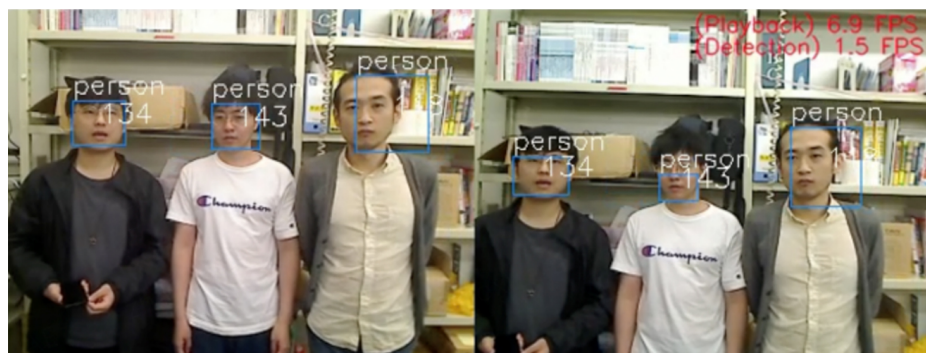 (Playback) 6.9 FPS
(Detection) 1.5 FPS
person
134
person
143
person
person
134
person
143
person
Champion
Champion